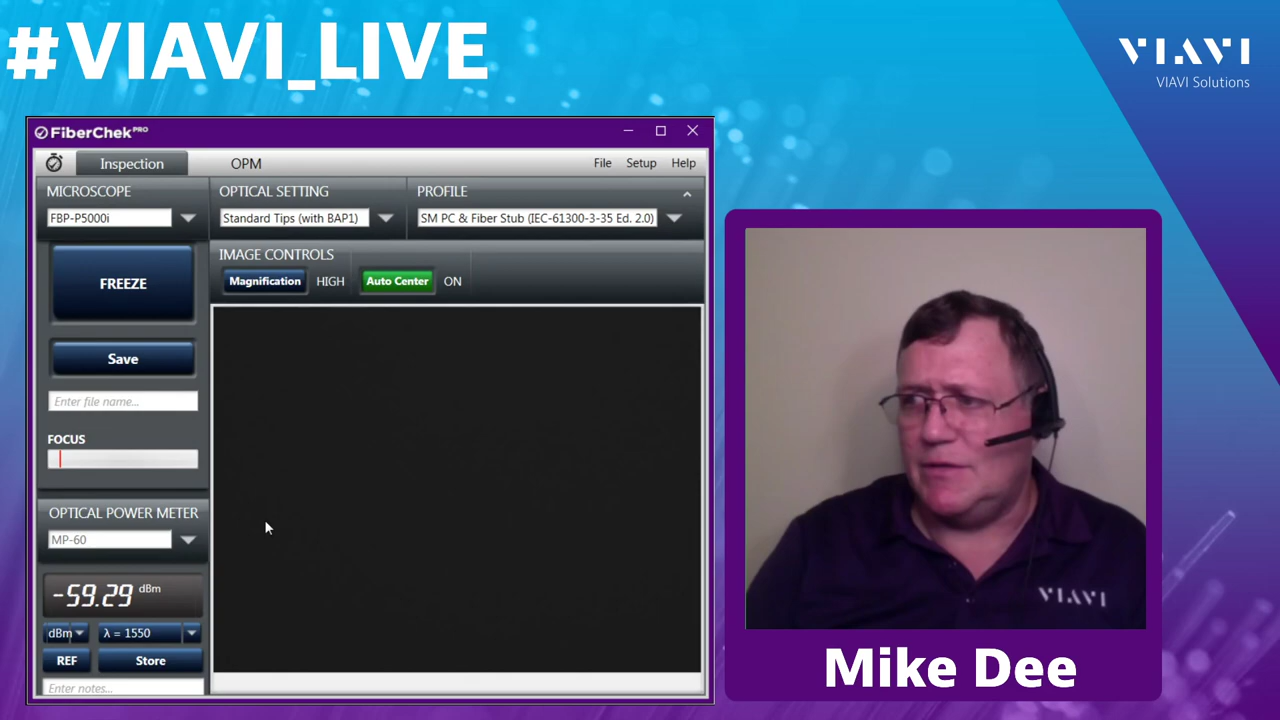 #VIAVI_LIVE
VIAVI
VIAVI Solutions
FiberChekPRO
Inspection
OPM
File
Setup
Help
MICROSCOPE
OPTICAL SETTING
PROFILE
FBP-P5000i
Standard Tips (with BAP1)
SM PC & Fiber Stub (IEC-61300-3-35 Ed. 2.0)
IMAGE CONTROLS
FREEZE
Magnification
HIGH
Auto Center
ON
Save
Enter file name...
FOCUS
OPTICAL POWER METER
MP-60
-59.29 dBm
dBm
λ = 1550
REF
Store
Enter notes...
VIAVI
Mike Dee